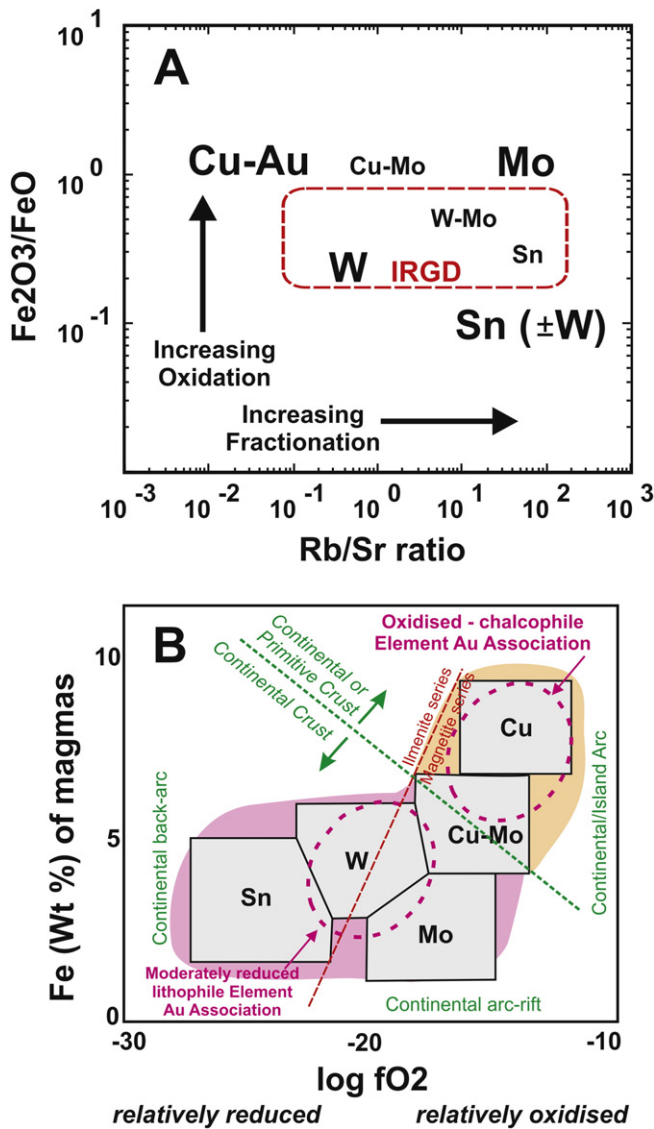 A
10 1
10 0
10 -1
Fe2O3/FeO
Cu-Au
Cu-Mo
Mo
W-Mo
W
IRGD
Sn
Sn (±W)
Increasing
Oxidation
Increasing
Fractionation
10 -3
10 -2
10 -1
10 0
10 1
10 2
10 3
Rb/Sr ratio
B
Oxidised - chalcophile
Element Au Association
Continental or
Primitive Crust
Continental Crust
Ilmenite series
Magnetite series
10
5
0
Fe (Wt %) of magmas
Continental back-arc
Continental/Island Arc
Cu
Cu-Mo
W
Sn
Mo
Moderately reduced
lithophile Element
Au Association
Continental arc-rift
-30
-20
-10
log fO2
relatively reduced
relatively oxidised